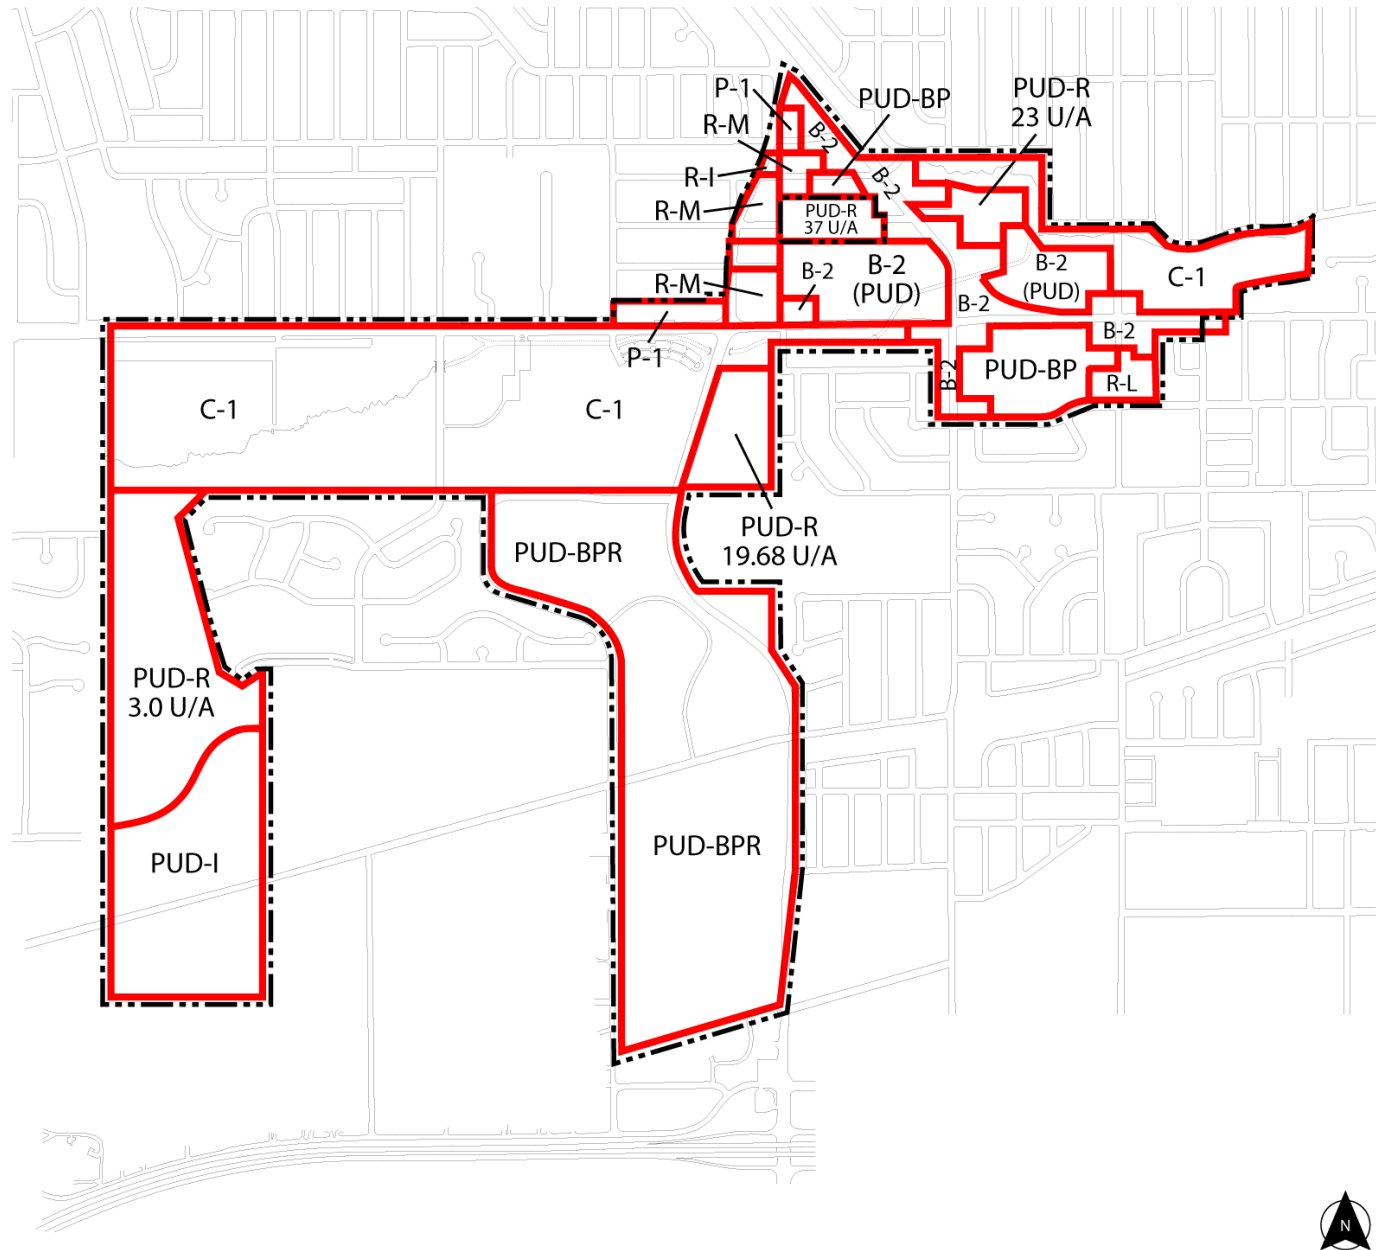 P-1
PUD-BP
PUD-R
23 U/A
R-M
B-2
R-I
B-2
R-M
PUD-R
37 U/A
B-2
(PUD)
B-2
B-2
(PUD)
C-1
R-M
B-2
B-2
P-1
PUD-BP
B-2
R-L
C-1
C-1
PUD-R
19.68 U/A
PUD-BPR
PUD-R
3.0 U/A
PUD-BPR
PUD-I
N